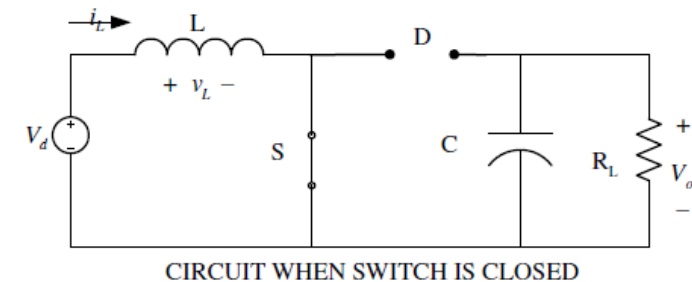 i_L
L
D
+ v_L −
V_d
+
−
S
C
R_L
+
V_o
−
CIRCUIT WHEN SWITCH IS CLOSED